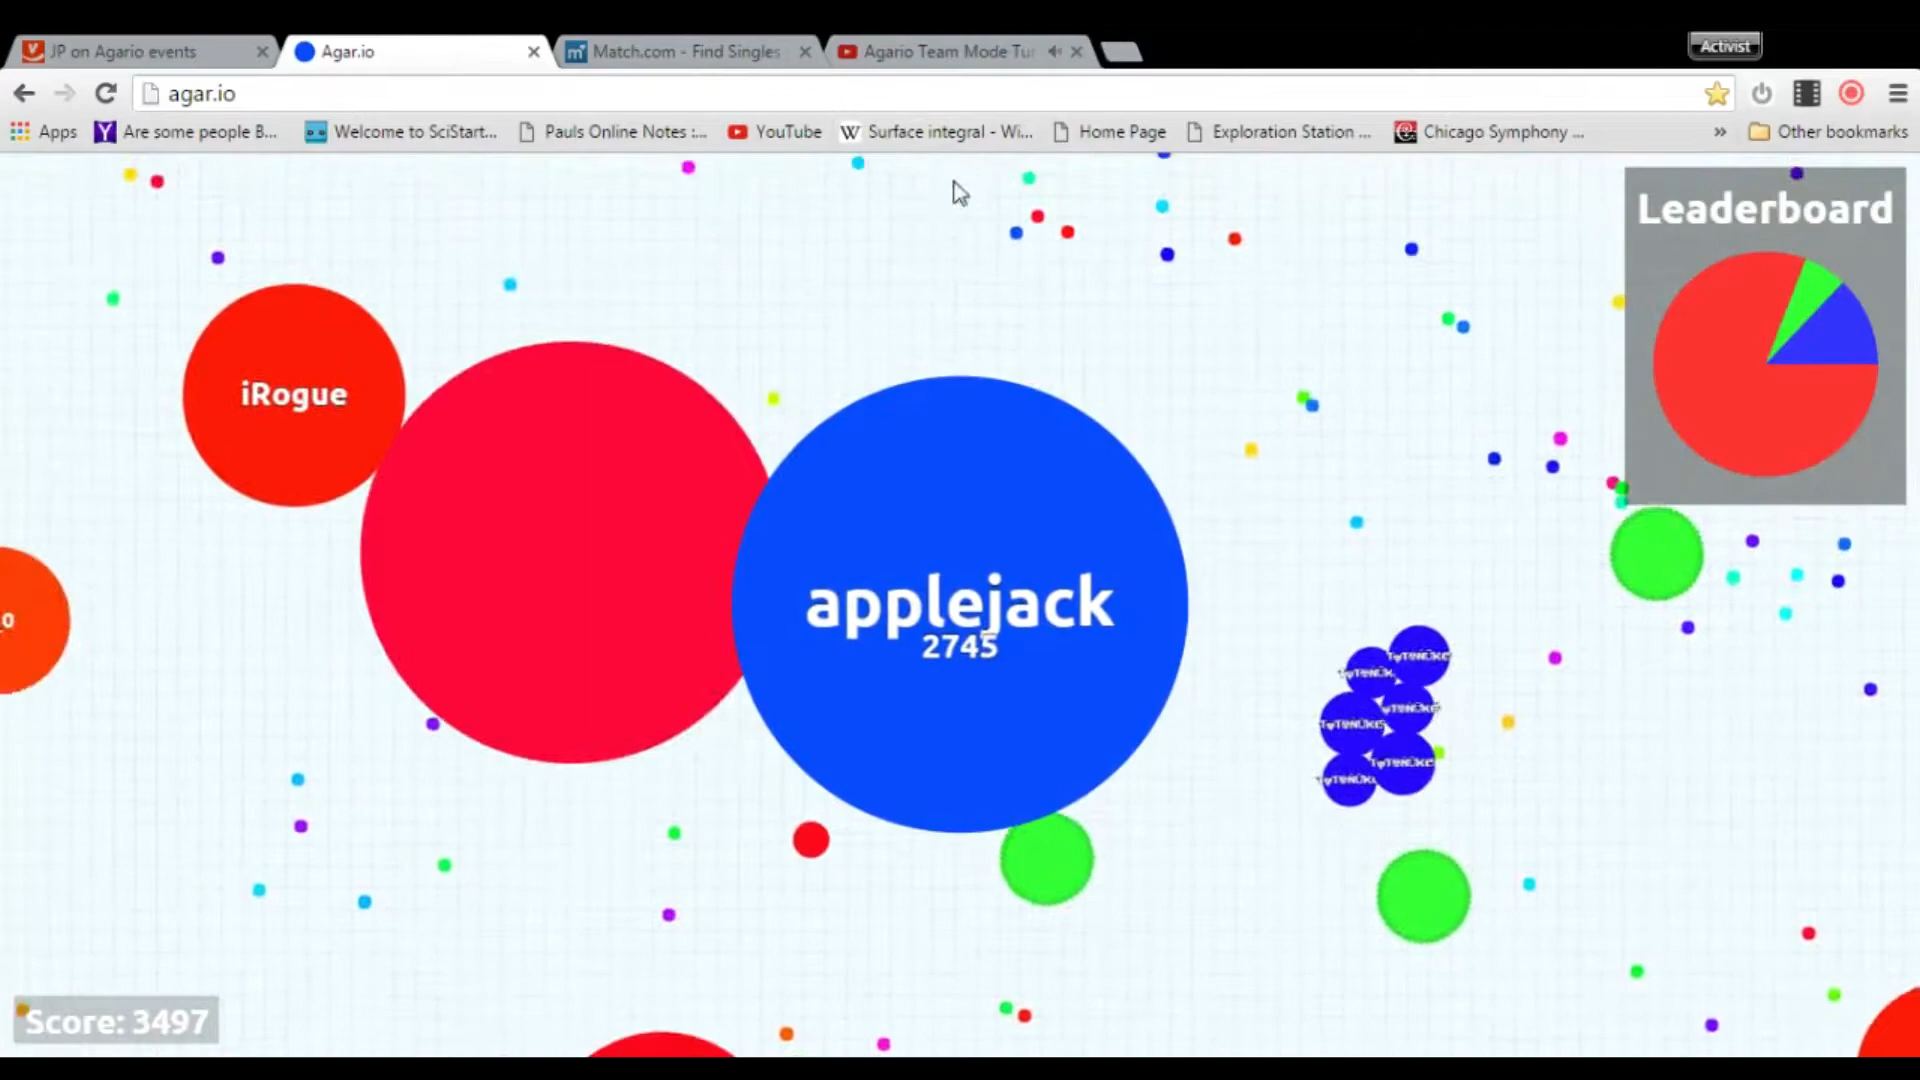 JP on Agario events
Agar.io
Match.com - Find Singles
Agario Team Mode Tur
Activist
agar.io
Apps
Are some people B...
Welcome to SciStart...
Pauls Online Notes :...
YouTube
W
Surface integral - Wi...
Home Page
Exploration Station ...
Chicago Symphony ...
»
Other bookmarks
Leaderboard
iRogue
applejack
2745
Score: 3497